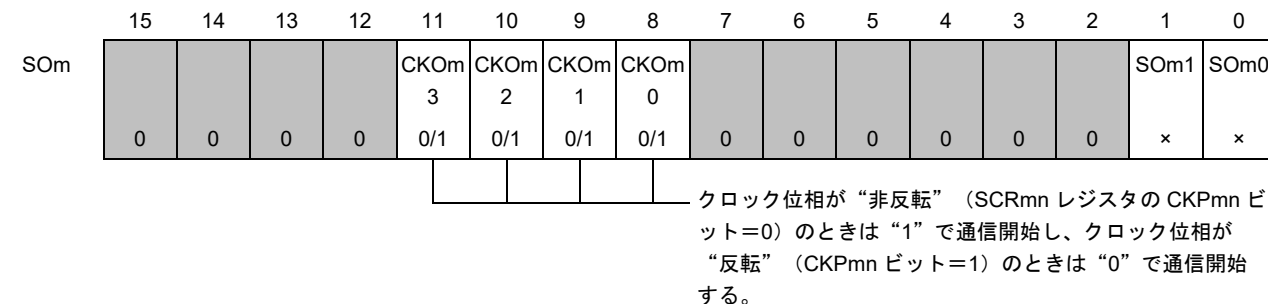 15 14 13 12 11 10 9 8 7 6 5 4 3 2 1 0
SOm CKOm CKOm CKOm CKOm SOm1 SOm0
3 2 1 0
0 0 0 0 0/1 0/1 0/1 0/1 0 0 0 0 0 0 × ×
クロック位相が“非反転”（SCRmn レジスタの CKPmn ビ
ット＝0）のときは“1”で通信開始し、クロック位相が
“反転”（CKPmn ビット＝1）のときは“0”で通信開始
する。